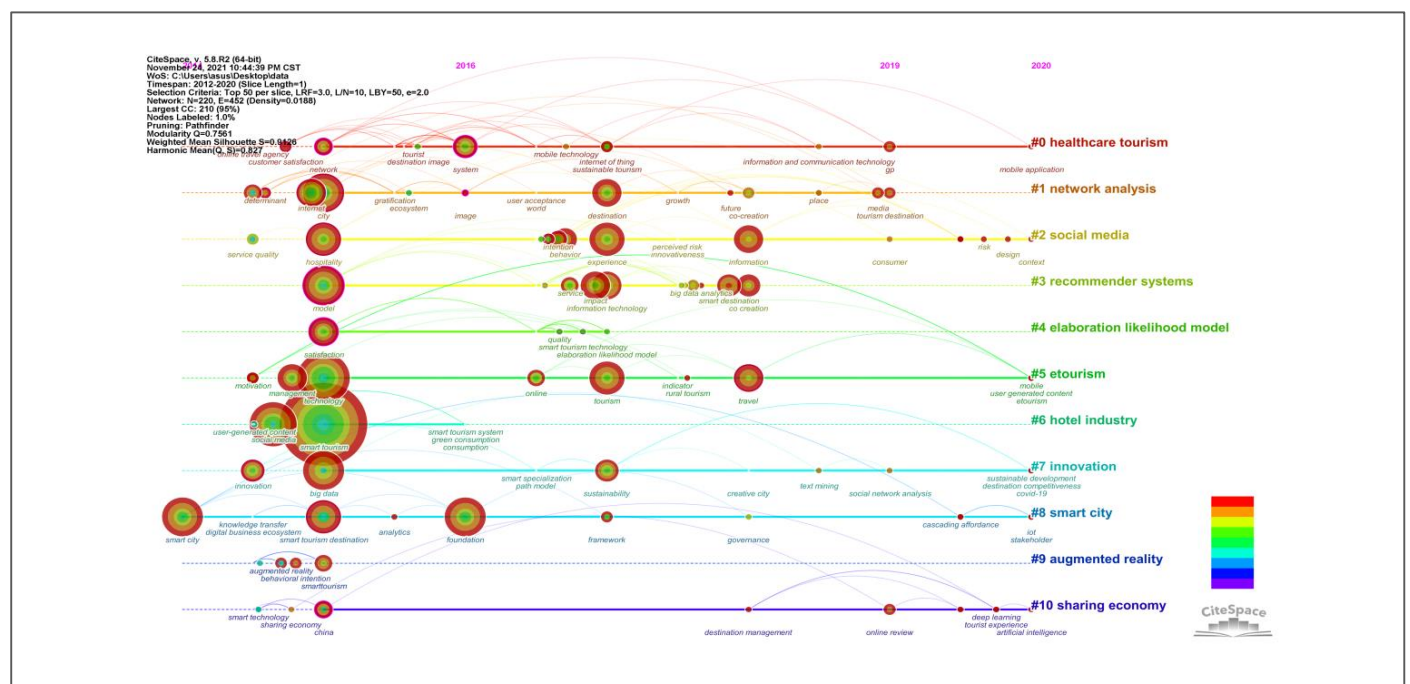 CiteSpace, v. 5.8.R2 (64-bit)
November 24, 2021 10:44:39 PM CST
WoS: C:\Users\asus\Desktop\data
Timespan: 2012-2020 (Slice Length=1)
Selection Criteria: Top 50 per slice, LRF=3.0, L/N=10, LBY=50, e=2.0
Network: N=220, E=452 (Density=0.0188)
Largest CC: 210 (95%)
Nodes Labeled: 1.0%
Pruning: Pathfinder
Modularity Q=0.7561
Weighted Mean Silhouette S=0.9126
Harmonic Mean(Q, S)=0.827
2016
2019
2020
#0 healthcare tourism
online travel agency
tourist
mobile technology
internet of thing
customer satisfaction
destination image
information and communication technology
network
system
sustainable tourism
gp
mobile application
#1 network analysis
determinant
gratification
user acceptance
growth
place
internet
ecosystem
world
future
media
city
image
destination
co-creation
tourism destination
#2 social media
service quality
intention
perceived risk
risk
behavior
innovativeness
design
hospitality
experience
information
consumer
context
#3 recommender systems
service
big data analytics
impact
smart destination
model
information technology
co creation
#4 elaboration likelihood model
quality
smart tourism technology
satisfaction
elaboration likelihood model
#5 etourism
motivation
indicator
mobile
management
online
rural tourism
user generated content
technology
tourism
travel
etourism
#6 hotel industry
user-generated content
smart tourism system
social media
green consumption
smart tourism
consumption
#7 innovation
smart specialization
text mining
sustainable development
innovation
path model
destination competitiveness
big data
sustainability
creative city
social network analysis
covid-19
#8 smart city
knowledge transfer
cascading affordance
digital business ecosystem
analytics
iot
smart city
smart tourism destination
foundation
framework
governance
stakeholder
#9 augmented reality
augmented reality
behavioral intention
smarttourism
#10 sharing economy
smart technology
deep learning
sharing economy
tourist experience
china
destination management
online review
artificial intelligence
CiteSpace